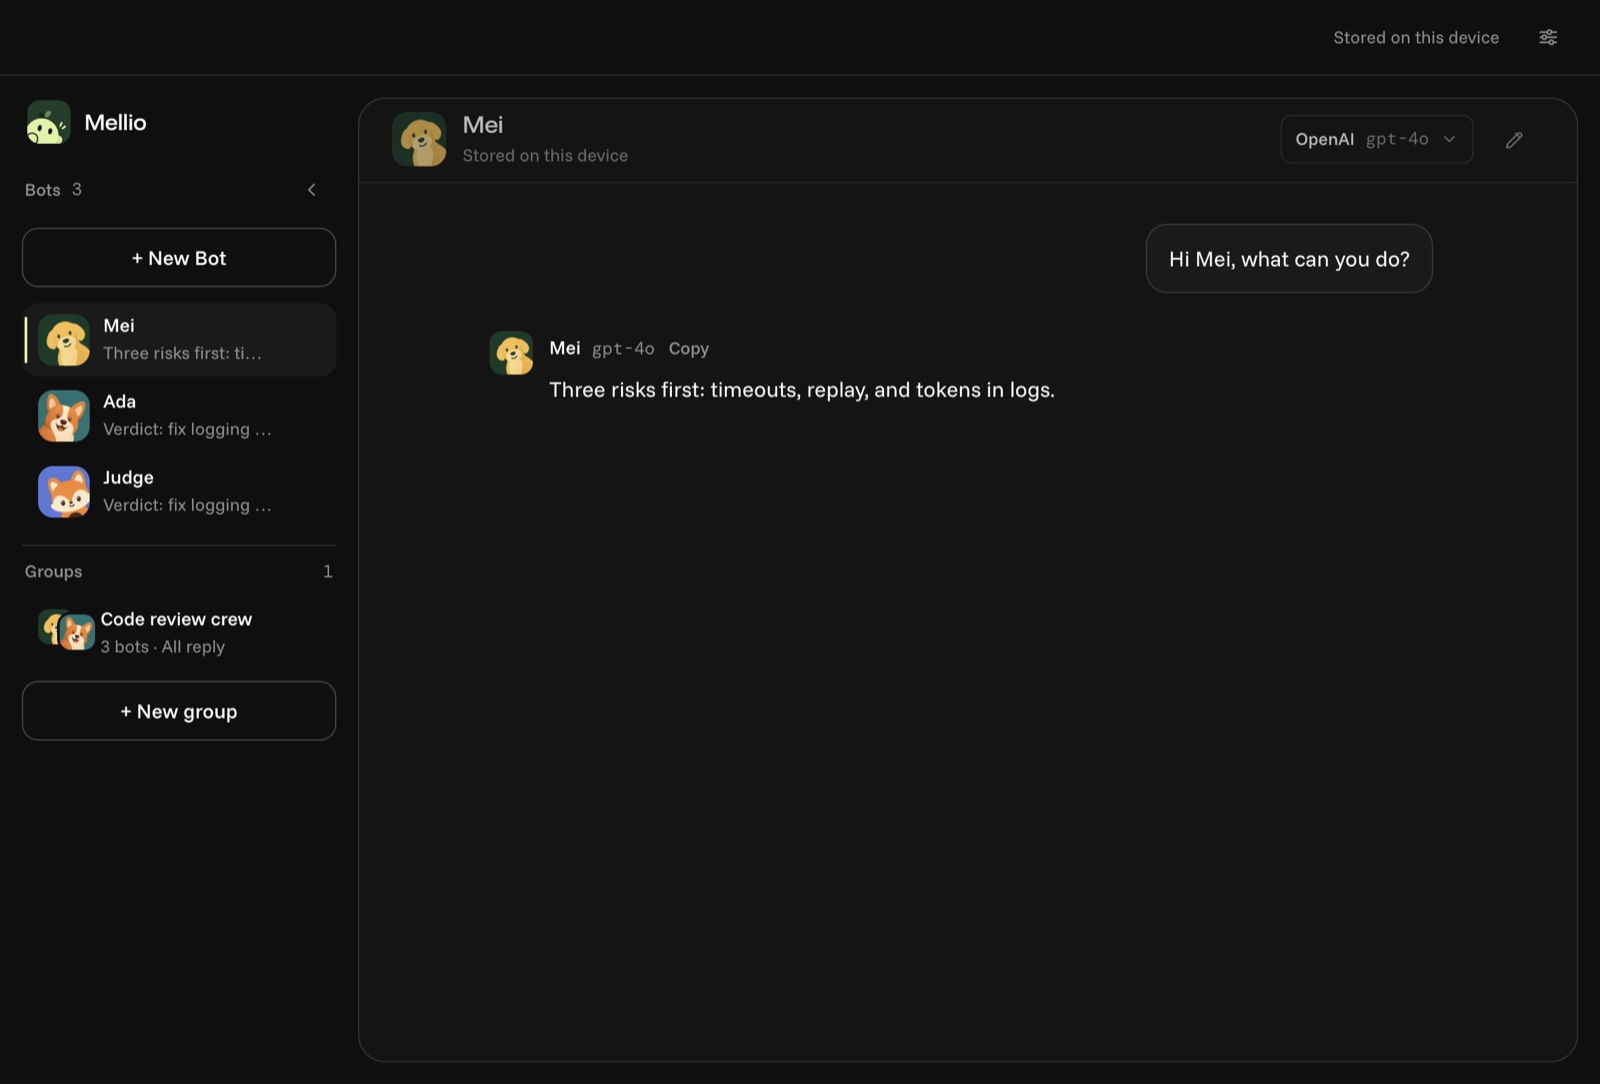 Stored on this device
Mellio
Bots 3
+ New Bot
Mei
Three risks first: ti...
Ada
Verdict: fix logging ...
Judge
Verdict: fix logging ...
Groups 1
Code review crew
3 bots · All reply
+ New group
Mei
Stored on this device
OpenAI gpt-4o
Hi Mei, what can you do?
Mei gpt-4o Copy
Three risks first: timeouts, replay, and tokens in logs.